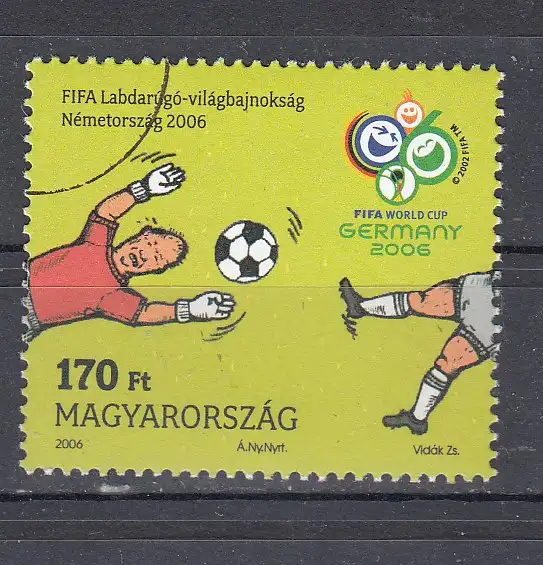 FIFA Labdarúgó-világbajnokság
Németország 2006
© 2002 FIFA TM
FIFA WORLD CUP
GERMANY
2006
170 Ft
MAGYARORSZÁG
2006
Á.Ny.Nyrt.
Vidák Zs.